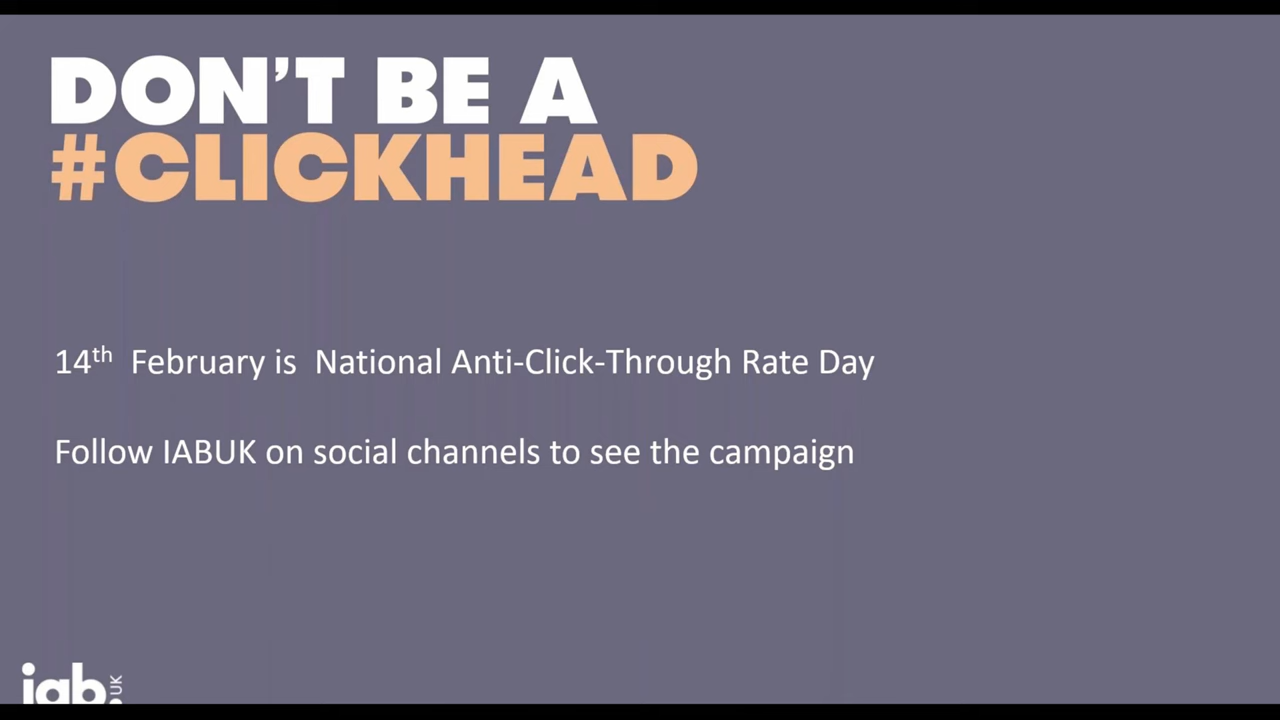 DON'T BE A
#CLICKHEAD
14th February is National Anti-Click-Through Rate Day
Follow IABUK on social channels to see the campaign
iab.UK